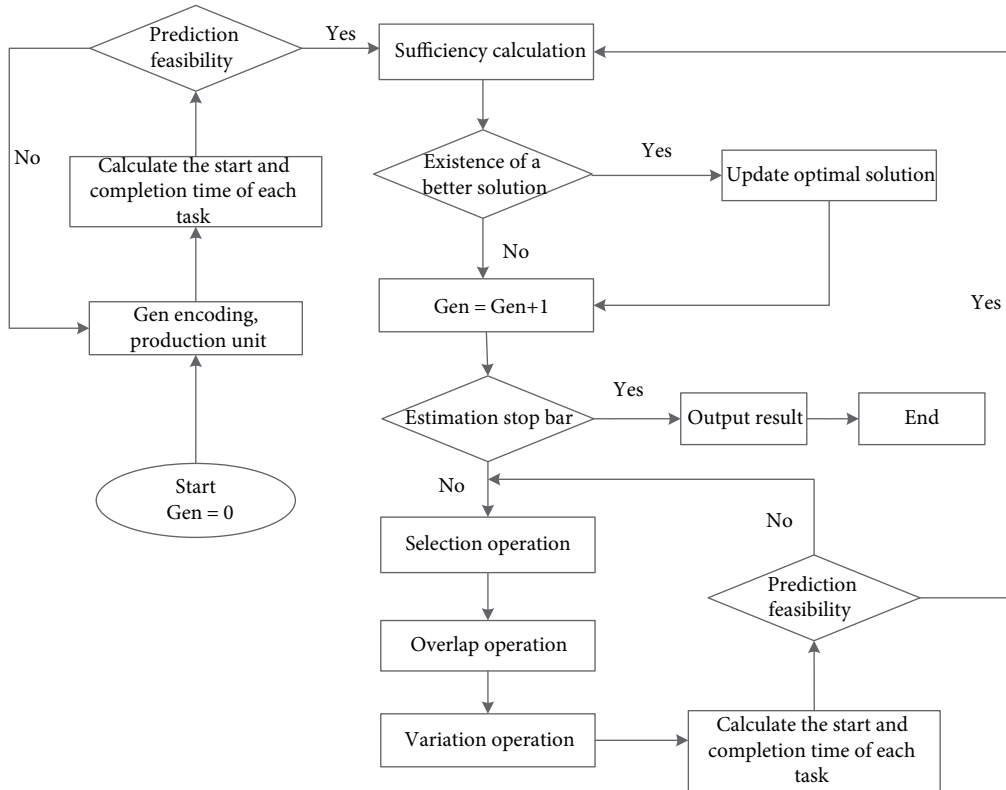 Prediction
feasibility
Yes
Sufficiency calculation
No
Calculate the start and
completion time of each
task
Existence of a
better solution
Yes
Update optimal solution
No
Gen encoding,
production unit
Gen = Gen+1
Yes
Estimation stop bar
Yes
Output result
End
Start
Gen = 0
No
No
Selection operation
Prediction
feasibility
Overlap operation
Variation operation
Calculate the start and
completion time of each
task